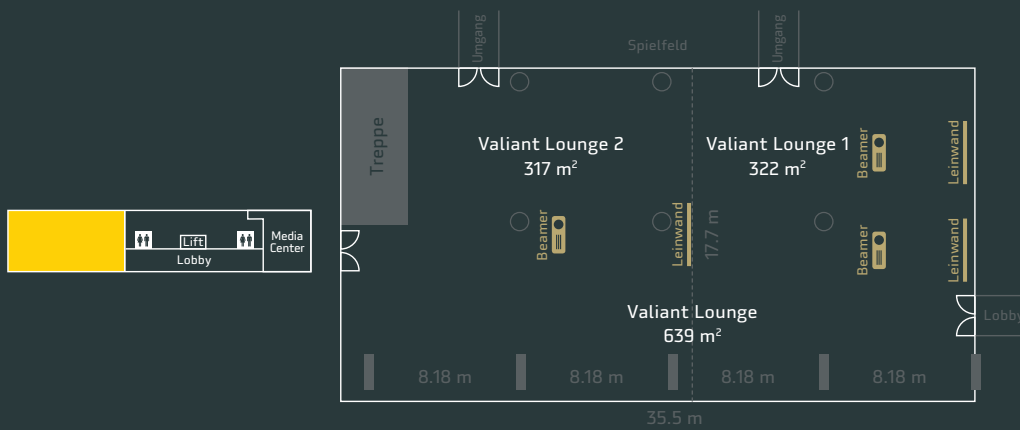 Umgang
Spielfeld
Umgang
Treppe
Valiant Lounge 2
317 m²
Valiant Lounge 1
322 m²
Beamer
Leinwand
Beamer
Leinwand
17.7 m
Beamer
Leinwand
Lift
Lobby
Media
Center
Valiant Lounge
639 m²
Lobby
8.18 m
8.18 m
8.18 m
8.18 m
35.5 m